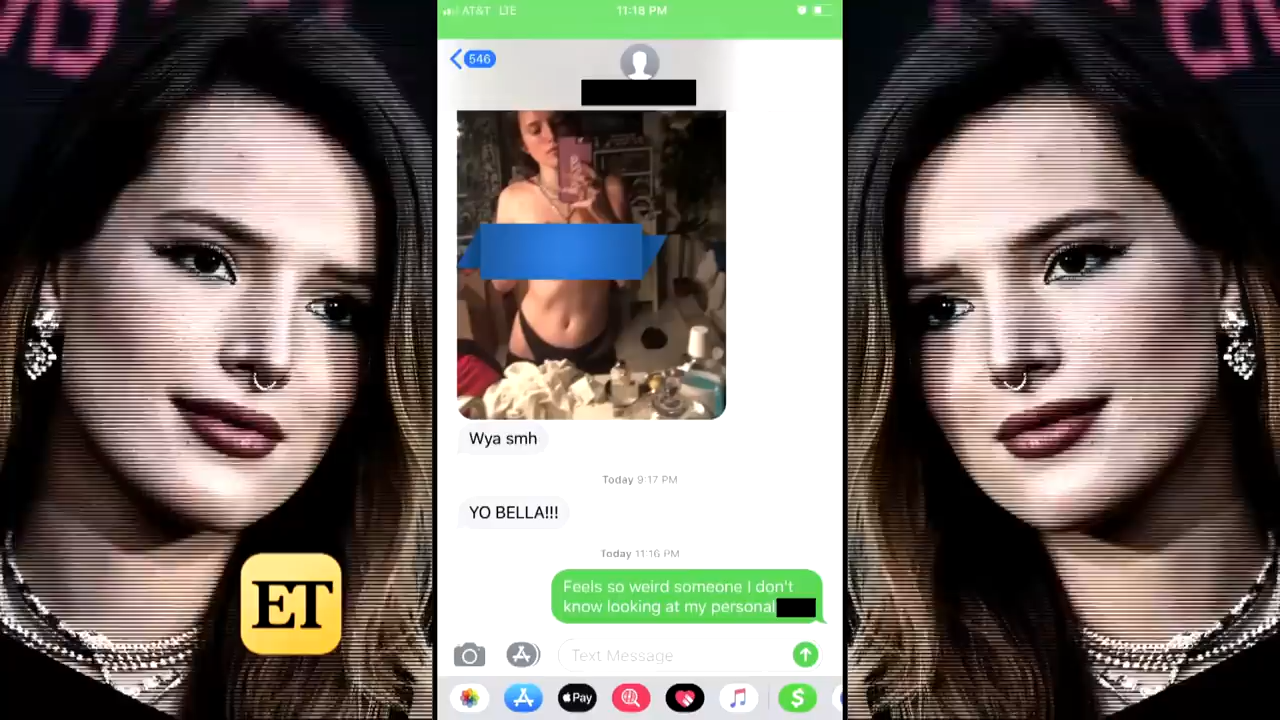 AT&T LTE 11:18 PM
546
Wya smh
Today 9:17 PM
YO BELLA!!!
Today 11:16 PM
Feels so weird someone I don't
know looking at my personal
ET
Text Message
Pay
$